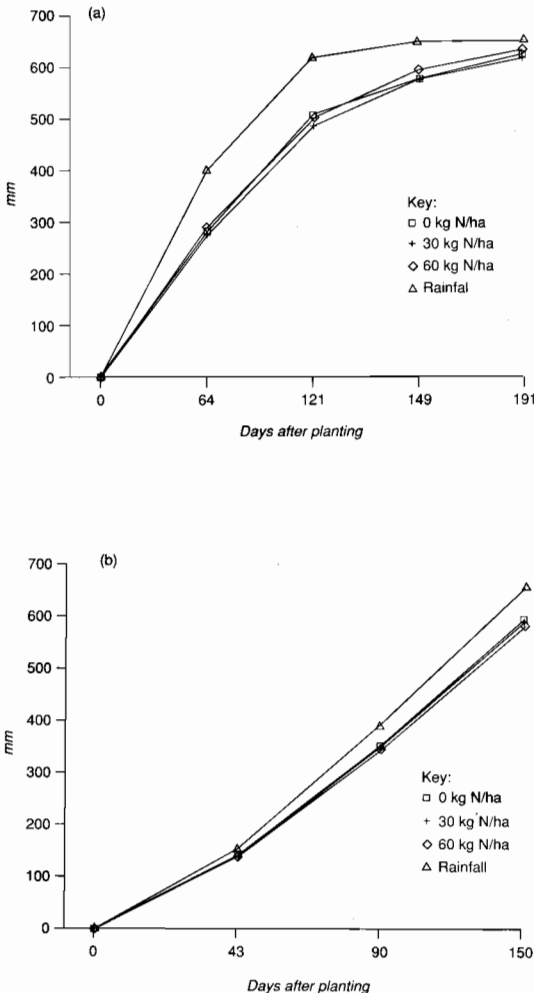 (a)
700
600
500
400
300
200
100
0
mm
Key:
0 kg N/ha
30 kg N/ha
60 kg N/ha
Rainfal
0 64 121 149 191
Days after planting
(b)
700
600
500
400
300
200
100
0
mm
Key:
0 kg N/ha
30 kg N/ha
60 kg N/ha
Rainfall
0 43 90 150
Days after planting